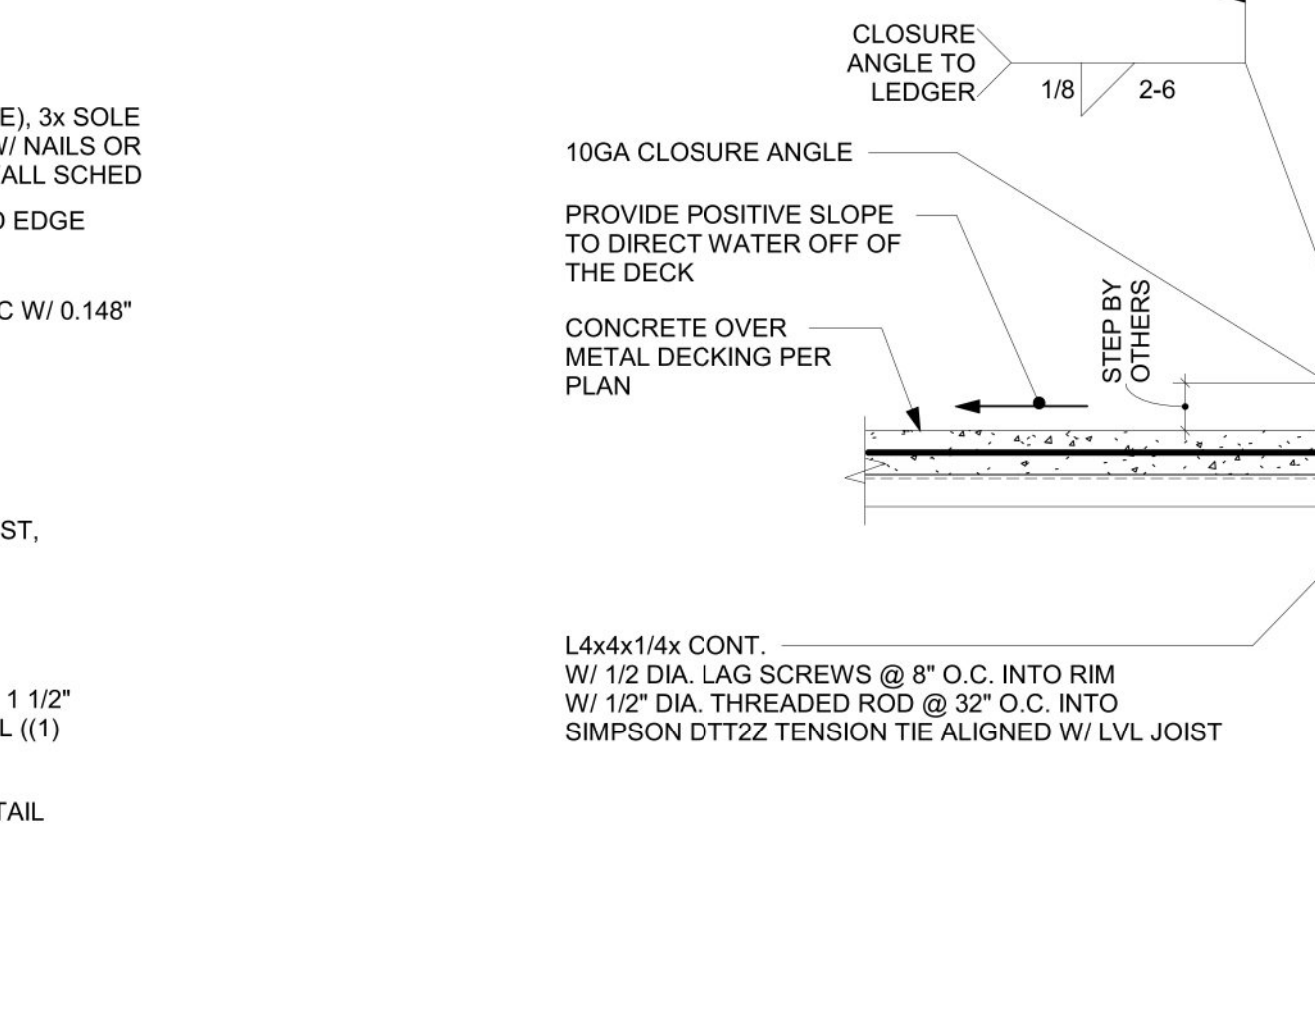 E), 3x SOLE
W/ NAILS OR
ALL SCHED
EDGE
C W/ 0.148"
ST,
1 1/2"
L ((1)
TAIL
CLOSURE
ANGLE TO
LEDGER
1/8
2-6
10GA CLOSURE ANGLE
PROVIDE POSITIVE SLOPE
TO DIRECT WATER OFF OF
THE DECK
STEP BY
OTHERS
CONCRETE OVER
METAL DECKING PER
PLAN
L4x4x1/4x CONT.
W/ 1/2 DIA. LAG SCREWS @ 8" O.C. INTO RIM
W/ 1/2" DIA. THREADED ROD @ 32" O.C. INTO
SIMPSON DTT2Z TENSION TIE ALIGNED W/ LVL JOIST